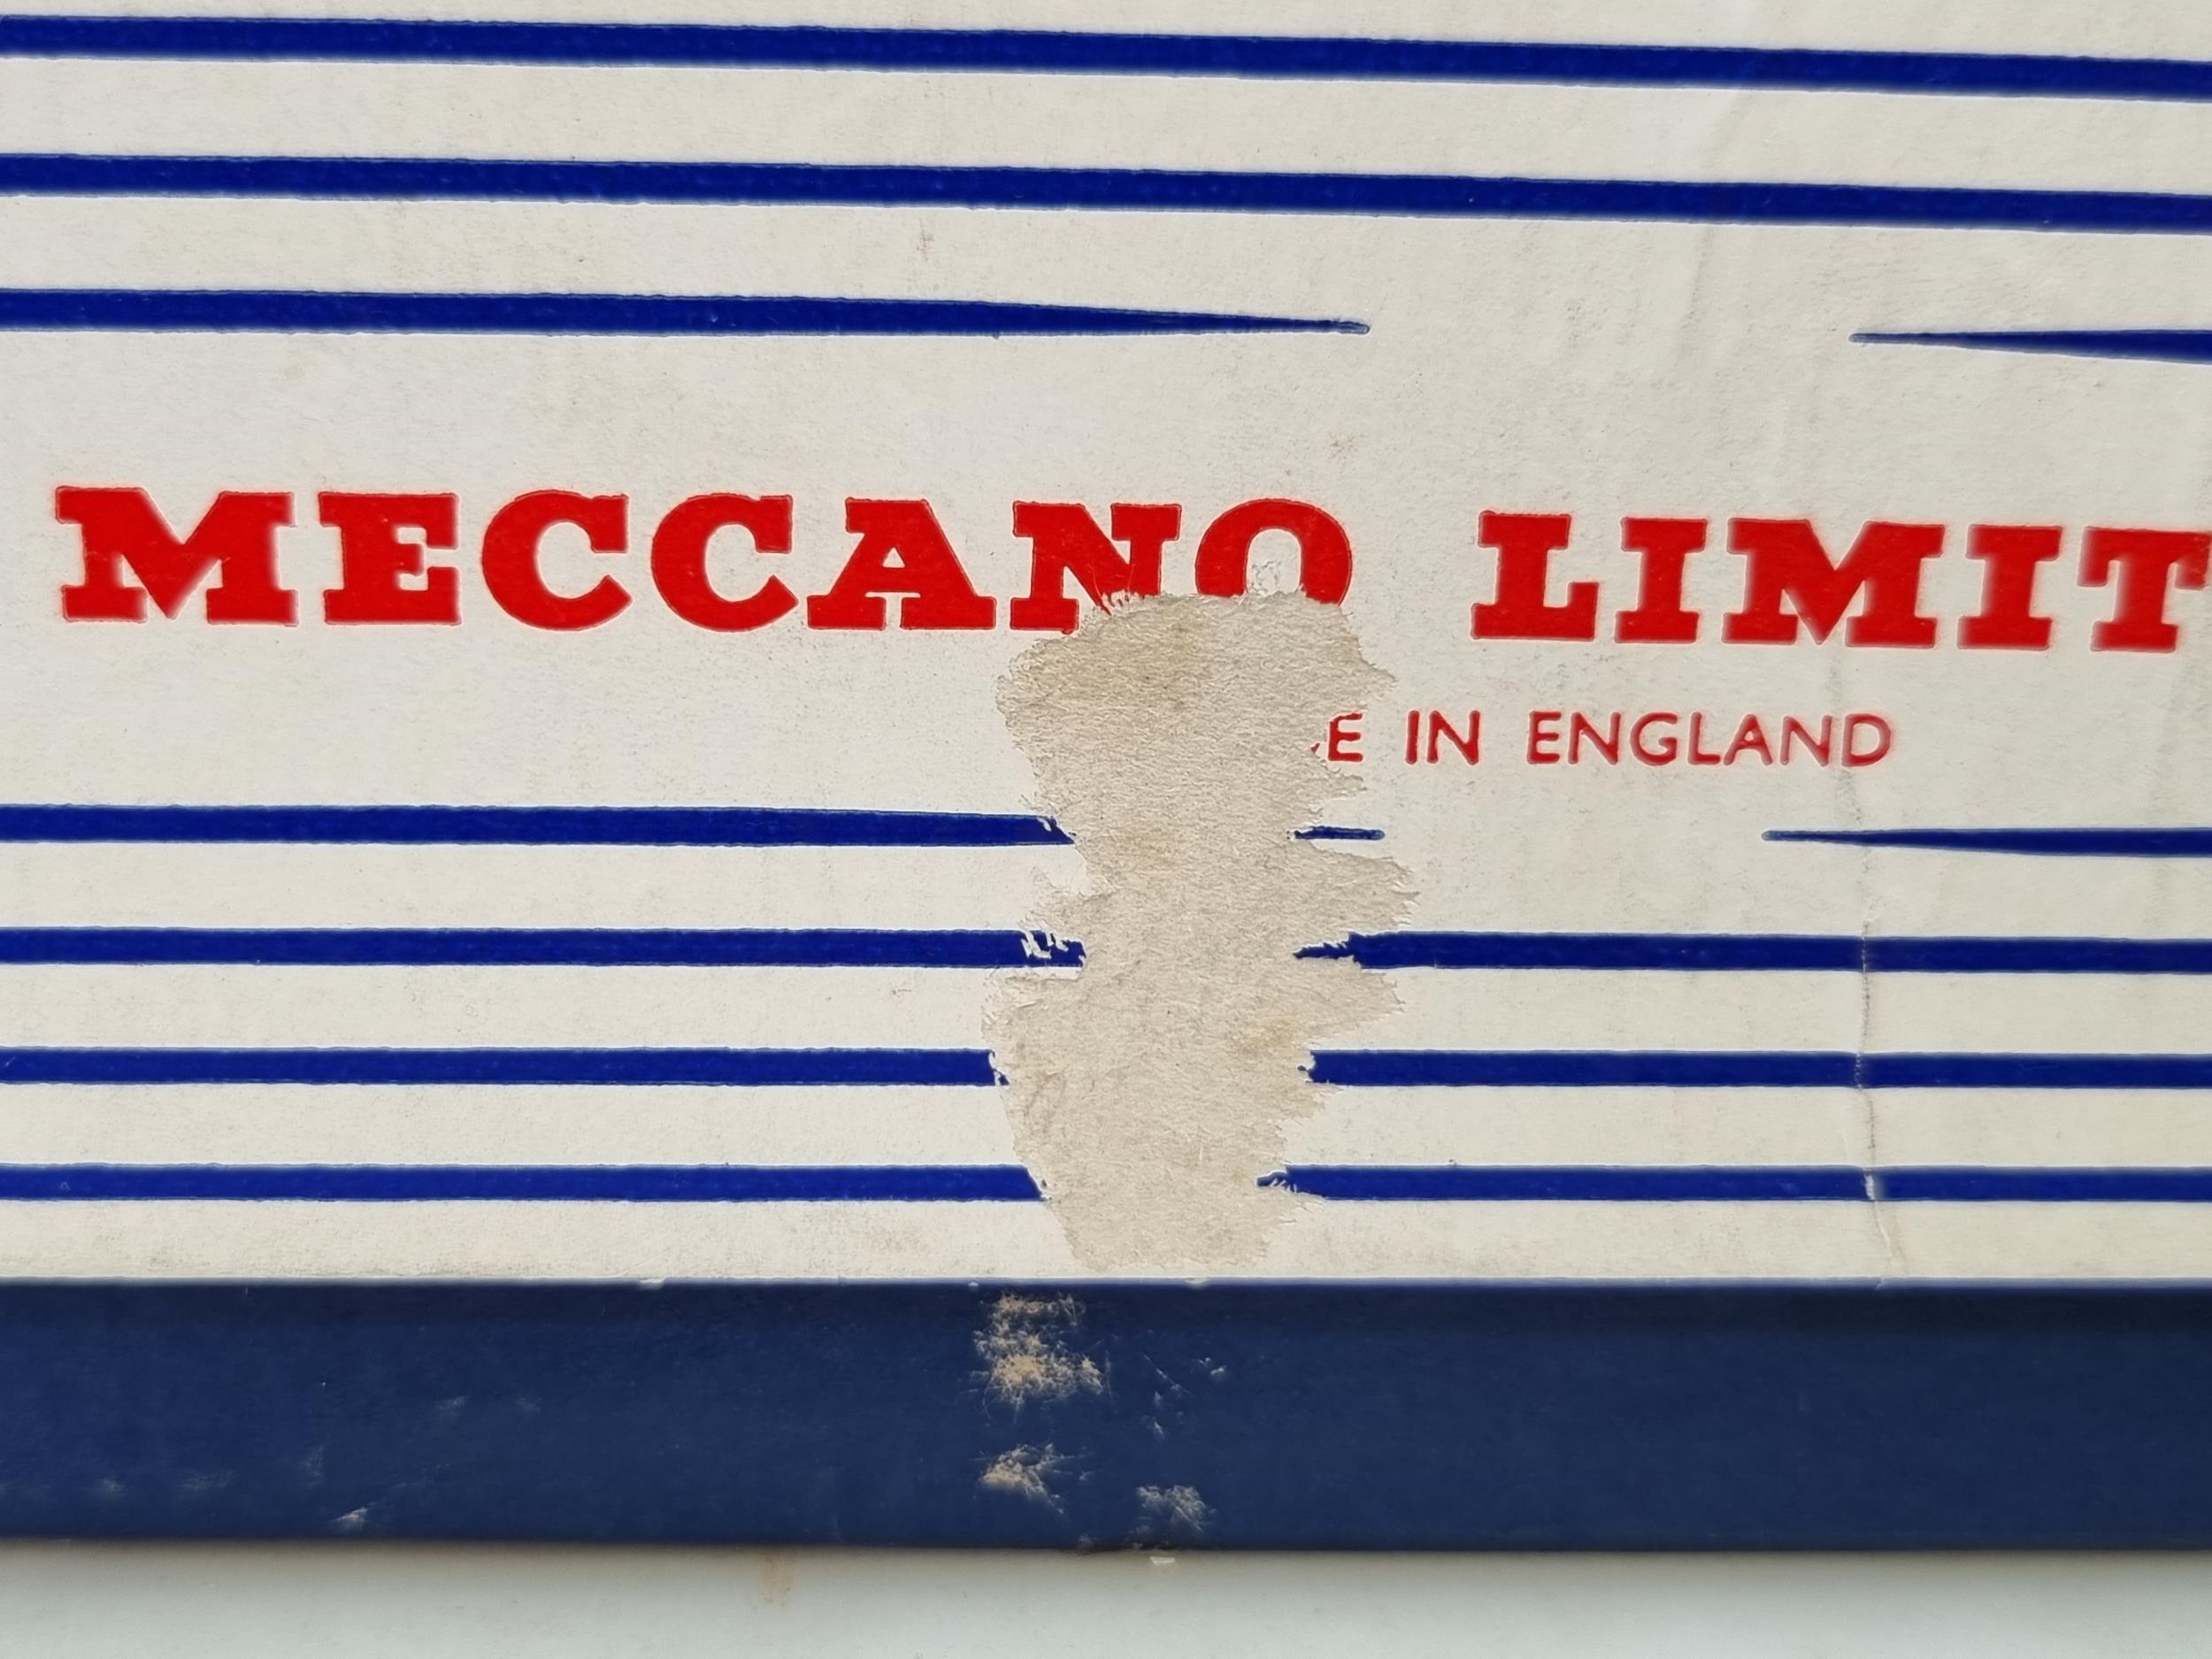 MECCANO LIMIT
E IN ENGLAND